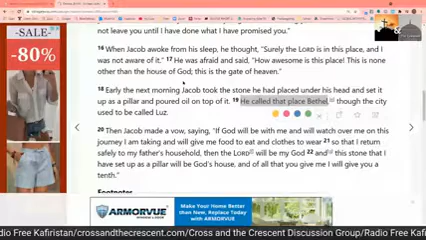 -SALE-
-80%
not leave you until I have done what I have promised you."
16 When Jacob awoke from his sleep, he thought, "Surely the LORD is in this place, and I
was not aware of it." 17 He was afraid and said, "How awesome is this place! This is none
other than the house of God; this is the gate of heaven."
18 Early the next morning Jacob took the stone he had placed under his head and set it
up as a pillar and poured oil on top of it. 19 He called that place Bethel, though the city
used to be called Luz.
20 Then Jacob made a vow, saying, "If God will be with me and will watch over me on this
journey I am taking and will give me food to eat and clothes to wear 21 so that I return
safely to my father's household, then the LORD will be my God 22 and this stone that I
have set up as a pillar will be God's house, and of all that you give me I will give you a
tenth."
Footnotes
ARMORVUE
WINDOW & DOOR
Make Your Home
Better Than New,
Replace Today with
ARMORVUE
dio Free Kafiristan/crossandthecrescent.com/Cross and the Crescent Discussion Group/Radio Free Kafir